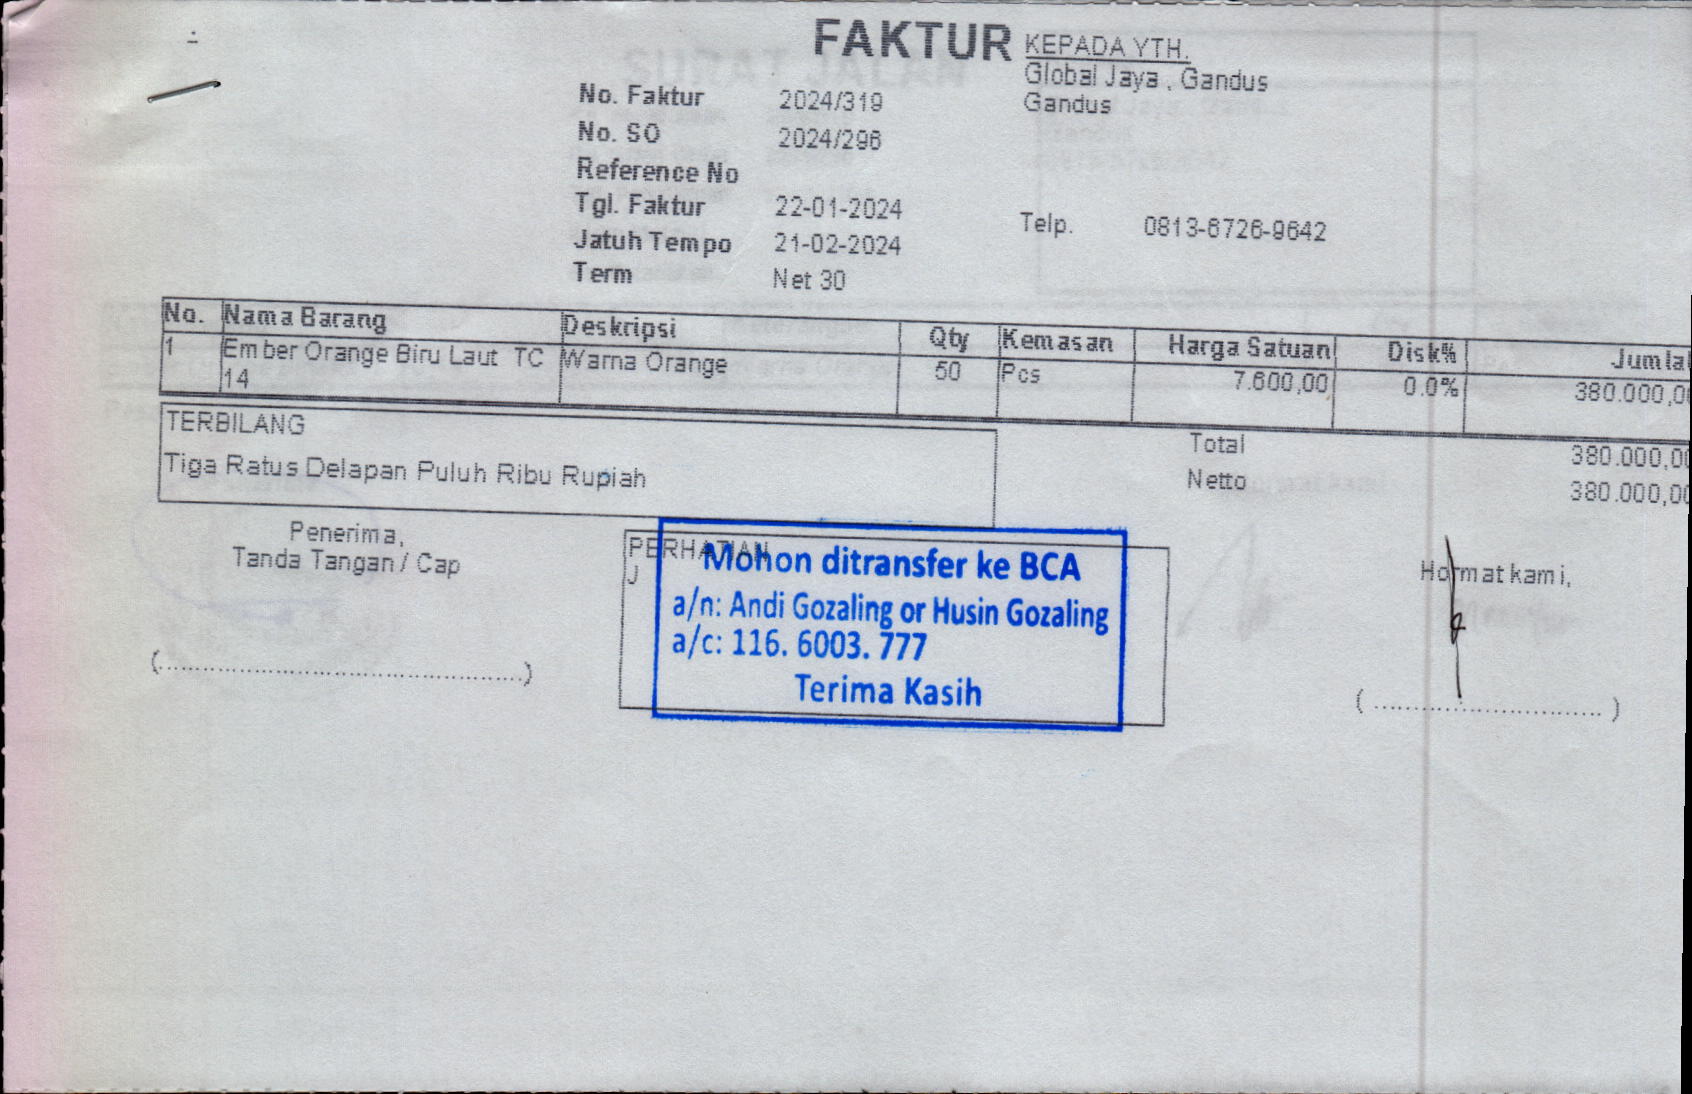 FAKTUR
KEPADA YTH.
Global Jaya , Gandus
Gandus
No. Faktur 2024/319
No. SO 2024/296
Reference No
Tgl. Faktur 22-01-2024
Jatuh Tempo 21-02-2024
Term Net 30
Telp. 0813-6726-9642
No. Nama Barang Deskripsi Qty Kemasan Harga Satuan Disk% Jumla
1 Ember Orange Biru Laut TC Warna Orange 50 Pcs 7.600,00 0.0% 380.000,0
14
TERBILANG
Tiga Ratus Delapan Puluh Ribu Rupiah
Total 380.000,00
Netto 380.000,00
Penerima,
Tanda Tangan / Cap
PERHATIAN
J
Mohon ditransfer ke BCA
a/n: Andi Gozaling or Husin Gozaling
a/c: 116. 6003. 777
Terima Kasih
Hormat kami,
(..................................................)
( ................................ )